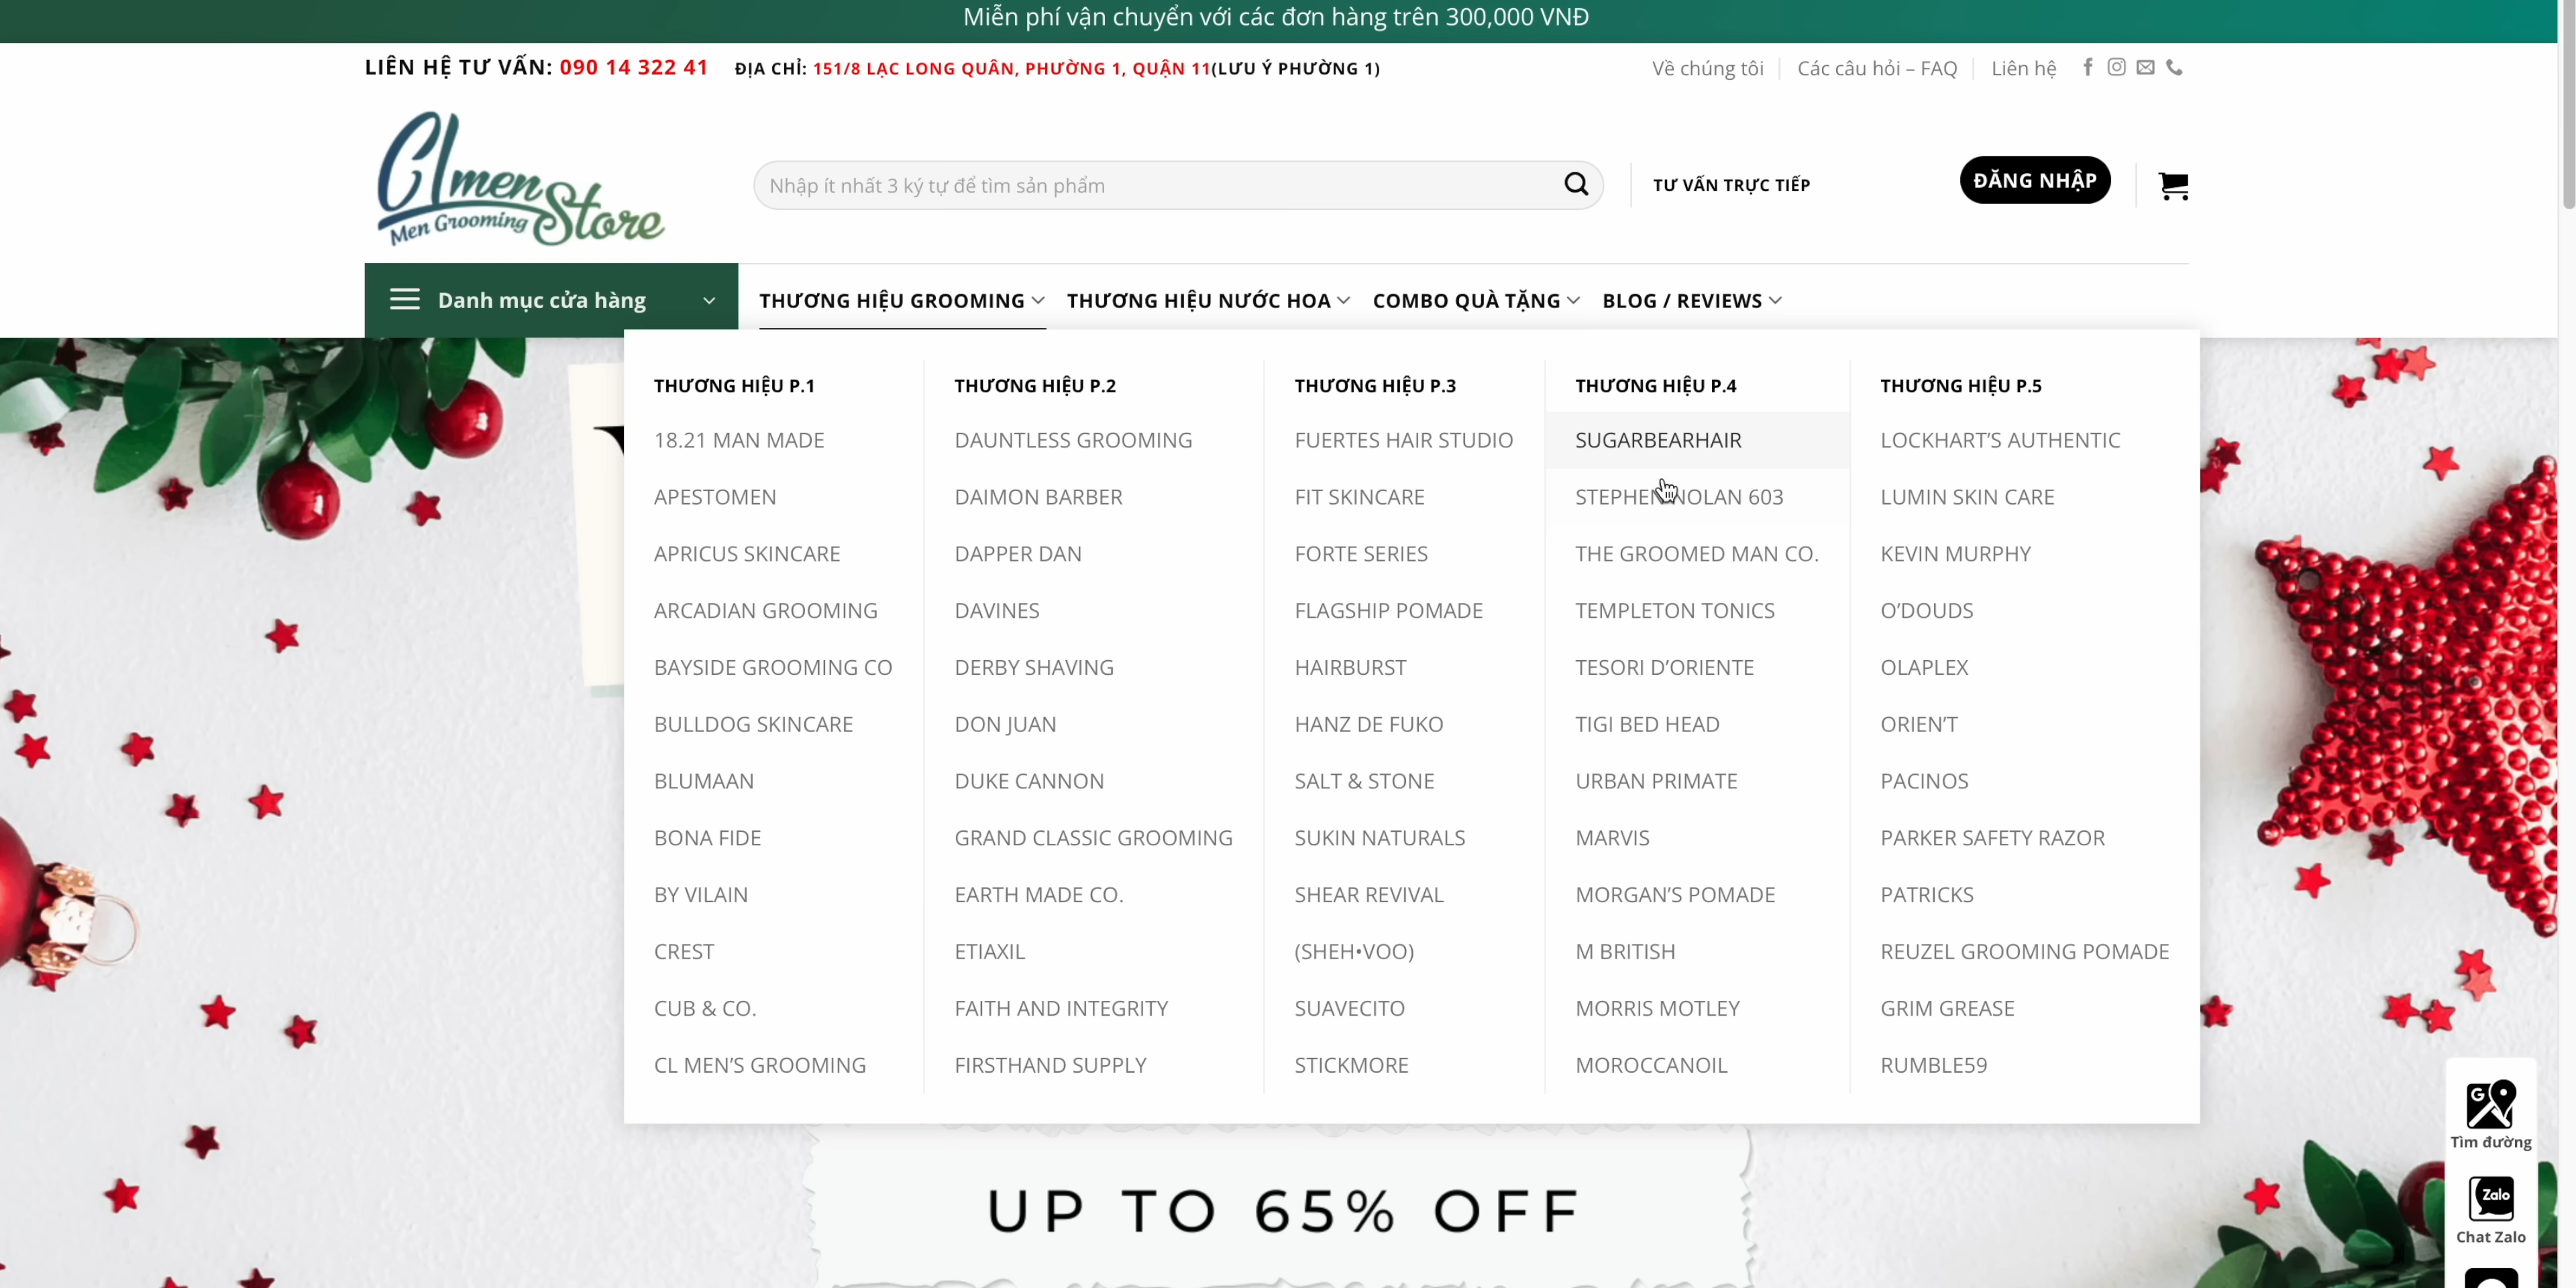 Miễn phí vận chuyển với các đơn hàng trên 300,000 VNĐ
LIÊN HỆ TƯ VẤN: 090 14 322 41 ĐỊA CHỈ: 151/8 LẠC LONG QUÂN, PHƯỜNG 1, QUẬN 11(LƯU Ý PHƯỜNG 1)
Về chúng tôi Các câu hỏi – FAQ Liên hệ
Clmen Store
Men Grooming
Nhập ít nhất 3 ký tự để tìm sản phẩm
TƯ VẤN TRỰC TIẾP
ĐĂNG NHẬP
Danh mục cửa hàng
THƯƠNG HIỆU GROOMING THƯƠNG HIỆU NƯỚC HOA COMBO QUÀ TẶNG BLOG / REVIEWS
THƯƠNG HIỆU P.1
18.21 MAN MADE
APESTOMEN
APRICUS SKINCARE
ARCADIAN GROOMING
BAYSIDE GROOMING CO
BULLDOG SKINCARE
BLUMAAN
BONA FIDE
BY VILAIN
CREST
CUB & CO.
CL MEN’S GROOMING
THƯƠNG HIỆU P.2
DAUNTLESS GROOMING
DAIMON BARBER
DAPPER DAN
DAVINES
DERBY SHAVING
DON JUAN
DUKE CANNON
GRAND CLASSIC GROOMING
EARTH MADE CO.
ETIAXIL
FAITH AND INTEGRITY
FIRSTHAND SUPPLY
THƯƠNG HIỆU P.3
FUERTES HAIR STUDIO
FIT SKINCARE
FORTE SERIES
FLAGSHIP POMADE
HAIRBURST
HANZ DE FUKO
SALT & STONE
SUKIN NATURALS
SHEAR REVIVAL
(SHEH•VOO)
SUAVECITO
STICKMORE
THƯƠNG HIỆU P.4
SUGARBEARHAIR
STEPHEN NOLAN 603
THE GROOMED MAN CO.
TEMPLETON TONICS
TESORI D’ORIENTE
TIGI BED HEAD
URBAN PRIMATE
MARVIS
MORGAN’S POMADE
M BRITISH
MORRIS MOTLEY
MOROCCANOIL
THƯƠNG HIỆU P.5
LOCKHART’S AUTHENTIC
LUMIN SKIN CARE
KEVIN MURPHY
O’DOUDS
OLAPLEX
ORIEN’T
PACINOS
PARKER SAFETY RAZOR
PATRICKS
REUZEL GROOMING POMADE
GRIM GREASE
RUMBLE59
UP TO 65% OFF
G
Tìm đường
Zalo
Chat Zalo